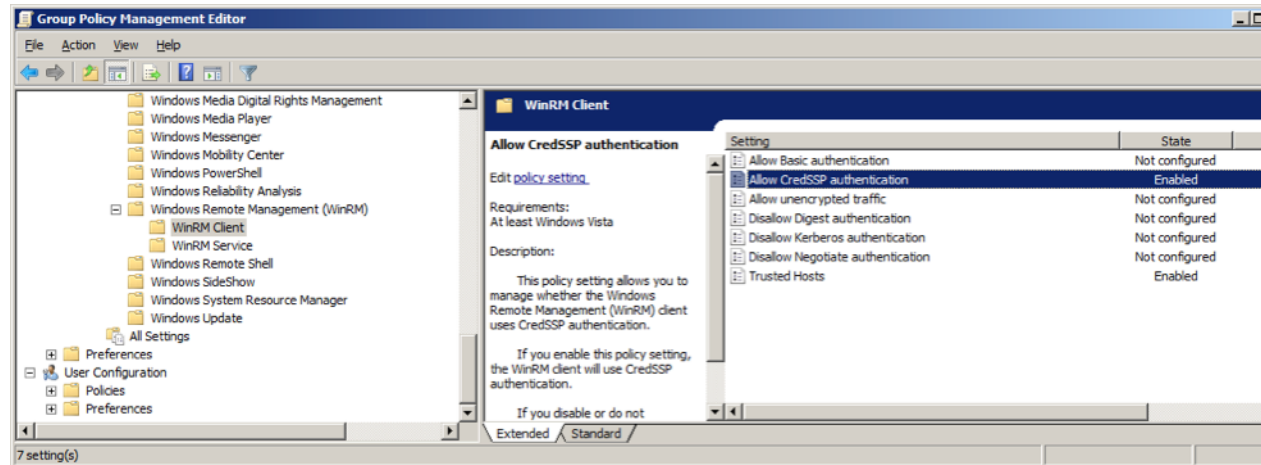 Group Policy Management Editor
File Action View Help
Windows Media Digital Rights Management
Windows Media Player
Windows Messenger
Windows Mobility Center
Windows PowerShell
Windows Reliability Analysis
Windows Remote Management (WinRM)
WinRM Client
WinRM Service
Windows Remote Shell
Windows SideShow
Windows System Resource Manager
Windows Update
All Settings
Preferences
User Configuration
Policies
Preferences
WinRM Client
Allow CredSSP authentication
Edit policy setting
Requirements:
At least Windows Vista
Description:
This policy setting allows you to
manage whether the Windows
Remote Management (WinRM) client
uses CredSSP authentication.
If you enable this policy setting,
the WinRM client will use CredSSP
authentication.
If you disable or do not
Setting State
Allow Basic authentication Not configured
Allow CredSSP authentication Enabled
Allow unencrypted traffic Not configured
Disallow Digest authentication Not configured
Disallow Kerberos authentication Not configured
Disallow Negotiate authentication Not configured
Trusted Hosts Enabled
Extended Standard
7 setting(s)